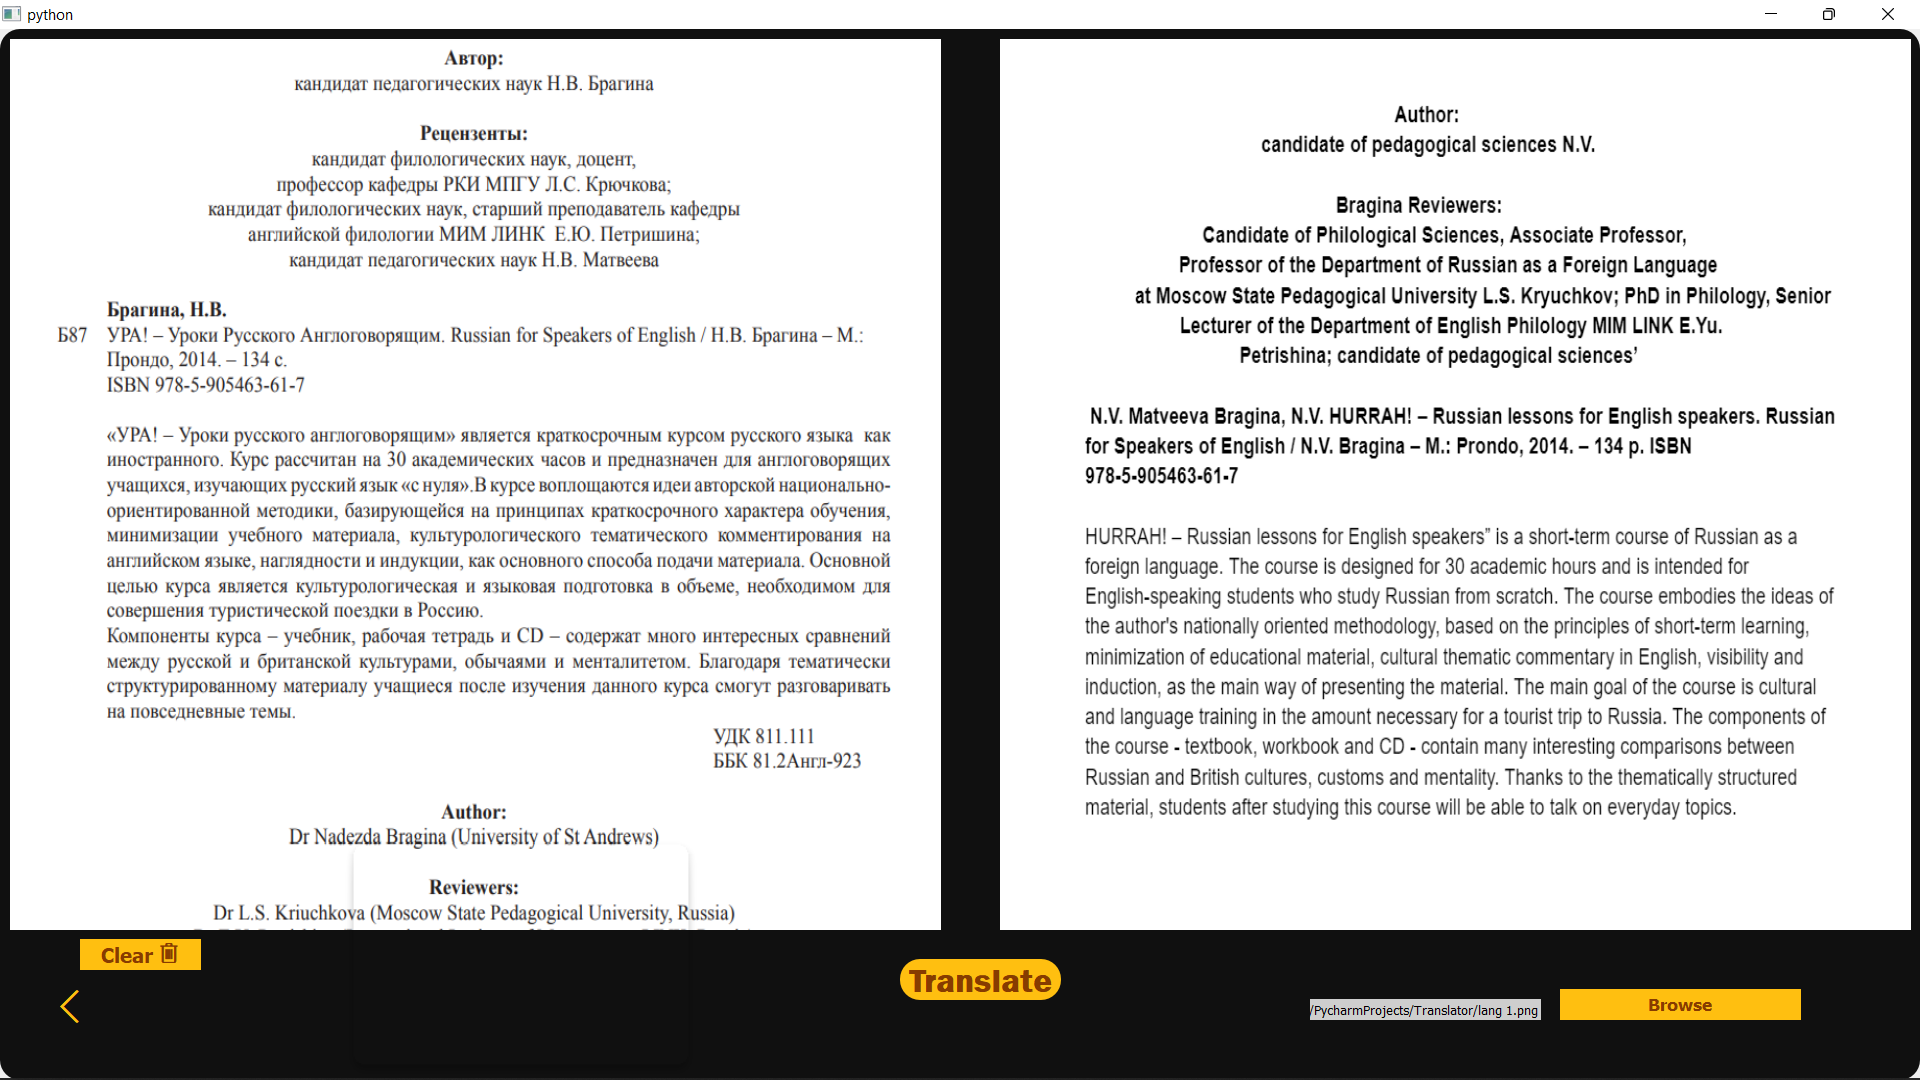 python
Автор:
кандидат педагогических наук Н.В. Брагина
Рецензенты:
кандидат филологических наук, доцент,
профессор кафедры РКИ МПГУ Л.С. Крючкова;
кандидат филологических наук, старший преподаватель кафедры
английской филологии МИМ ЛИНК Е.Ю. Петришина;
кандидат педагогических наук Н.В. Матвеева
Брагина, Н.В.
Б87 УРА! – Уроки Русского Англоговорящим. Russian for Speakers of English / Н.В. Брагина – М.:
Прондо, 2014. – 134 с.
ISBN 978-5-905463-61-7
«УРА! – Уроки русского англоговорящим» является краткосрочным курсом русского языка как
иностранного. Курс рассчитан на 30 академических часов и предназначен для англоговорящих
учащихся, изучающих русский язык «с нуля».В курсе воплощаются идеи авторской национально-
ориентированной методики, базирующейся на принципах краткосрочного характера обучения,
минимизации учебного материала, культурологического тематического комментирования на
английском языке, наглядности и индукции, как основного способа подачи материала. Основной
целью курса является культурологическая и языковая подготовка в объеме, необходимом для
совершения туристической поездки в Россию.
Компоненты курса – учебник, рабочая тетрадь и CD – содержат много интересных сравнений
между русской и британской культурами, обычаями и менталитетом. Благодаря тематически
структурированному материалу учащиеся после изучения данного курса смогут разговаривать
на повседневные темы.
УДК 811.111
ББК 81.2Англ-923
Author:
Dr Nadezda Bragina (University of St Andrews)
Reviewers:
Dr L.S. Kriuchkova (Moscow State Pedagogical University, Russia)
Author:
candidate of pedagogical sciences N.V.
Bragina Reviewers:
Candidate of Philological Sciences, Associate Professor,
Professor of the Department of Russian as a Foreign Language
at Moscow State Pedagogical University L.S. Kryuchkov; PhD in Philology, Senior
Lecturer of the Department of English Philology MIM LINK E.Yu.
Petrishina; candidate of pedagogical sciences’
N.V. Matveeva Bragina, N.V. HURRAH! – Russian lessons for English speakers. Russian
for Speakers of English / N.V. Bragina – M.: Prondo, 2014. – 134 p. ISBN
978-5-905463-61-7
HURRAH! – Russian lessons for English speakers” is a short-term course of Russian as a
foreign language. The course is designed for 30 academic hours and is intended for
English-speaking students who study Russian from scratch. The course embodies the ideas of
the author's nationally oriented methodology, based on the principles of short-term learning,
minimization of educational material, cultural thematic commentary in English, visibility and
induction, as the main way of presenting the material. The main goal of the course is cultural
and language training in the amount necessary for a tourist trip to Russia. The components of
the course - textbook, workbook and CD - contain many interesting comparisons between
Russian and British cultures, customs and mentality. Thanks to the thematically structured
material, students after studying this course will be able to talk on everyday topics.
Clear
Translate
/PycharmProjects/Translator/lang 1.png
Browse